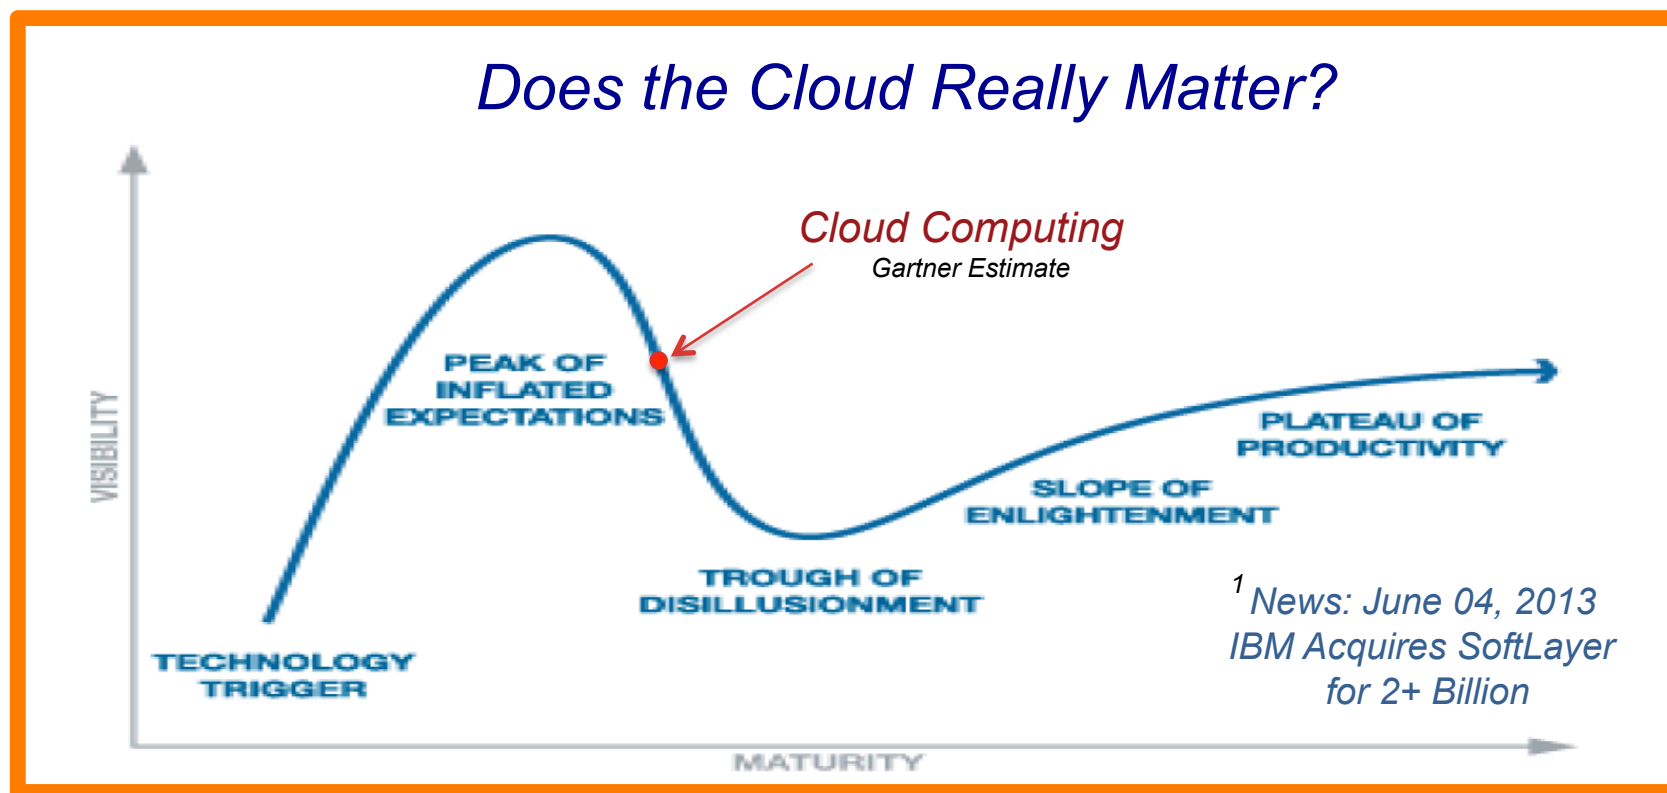 Does the Cloud Really Matter?
Cloud Computing
Gartner Estimate
PEAK OF
INFLATED
EXPECTATIONS
VISIBILITY
PLATEAU OF
PRODUCTIVITY
SLOPE OF
ENLIGHTENMENT
TROUGH OF
DISILLUSIONMENT
1 News: June 04, 2013
IBM Acquires SoftLayer
for 2+ Billion
TECHNOLOGY
TRIGGER
MATURITY